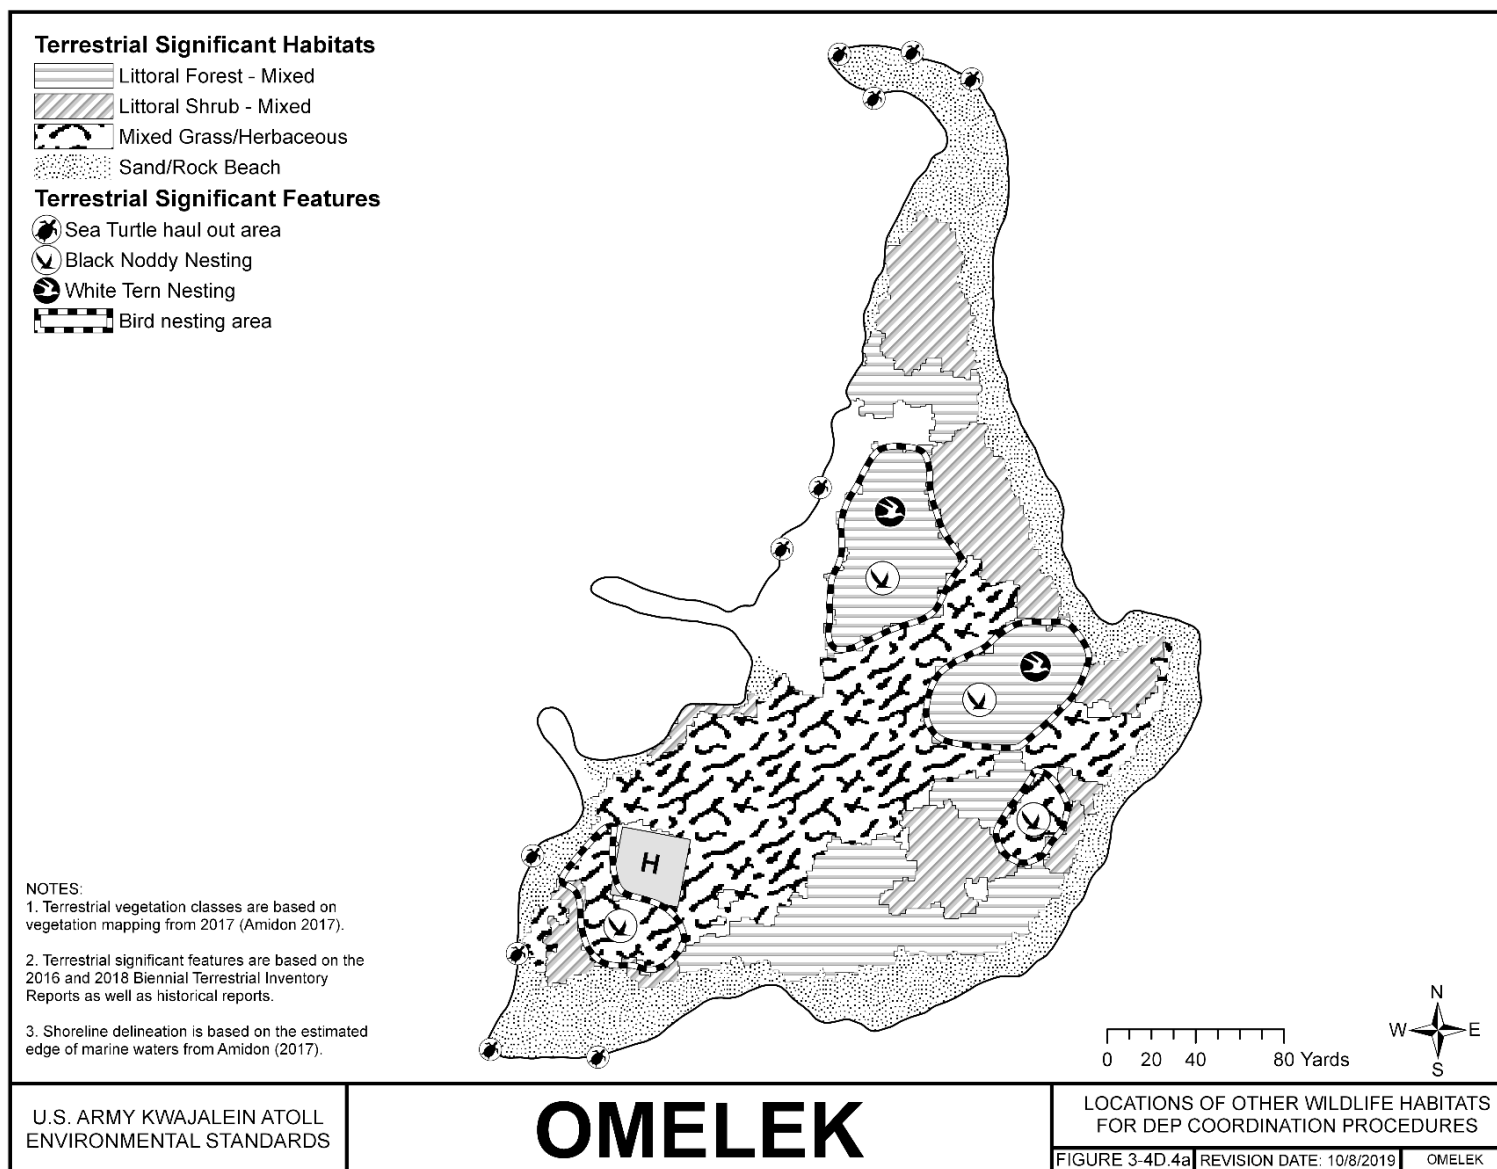 Terrestrial Significant Habitats
Littoral Forest - Mixed
Littoral Shrub - Mixed
Mixed Grass/Herbaceous
Sand/Rock Beach
Terrestrial Significant Features
Sea Turtle haul out area
Black Noddy Nesting
White Tern Nesting
Bird nesting area
H
NOTES:
1. Terrestrial vegetation classes are based on
vegetation mapping from 2017 (Amidon 2017).
2. Terrestrial significant features are based on the
2016 and 2018 Biennial Terrestrial Inventory
Reports as well as historical reports.
3. Shoreline delineation is based on the estimated
edge of marine waters from Amidon (2017).
0 20 40 80 Yards
N
W E
S
U.S. ARMY KWAJALEIN ATOLL
ENVIRONMENTAL STANDARDS
OMELEK
LOCATIONS OF OTHER WILDLIFE HABITATS
FOR DEP COORDINATION PROCEDURES
FIGURE 3-4D.4a REVISION DATE: 10/8/2019 OMELEK